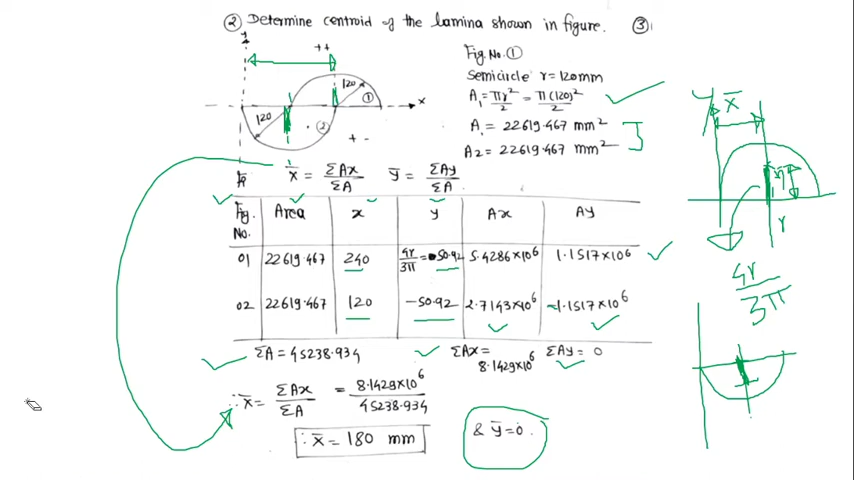 ② Determine centroid of the lamina shown in figure. ③
y
++
120
①
x
120
②
+ -
Fig. No. ①
Semicircle r = 120mm
A₁ = πr²/2 = π(120)²/2
A₁ = 22619.467 mm²
A2 = 22619.467 mm²
x̄ = ΣAx/ΣA ȳ = ΣAy/ΣA
Fig. No. Area x y Ax Ay
01 22619.467 240 4r/3π = 50.92 5.4286×10⁶ 1.1517×10⁶
02 22619.467 120 -50.92 2.7143×10⁶ -1.1517×10⁶
ΣA = 45238.934 ΣAx = 8.1429×10⁶ ΣAy = 0
∴ x̄ = ΣAx/ΣA = 8.1429×10⁶/45238.934
∴ x̄ = 180 mm
& ȳ = 0.
y
x̄
ȳ
r
4r/3π